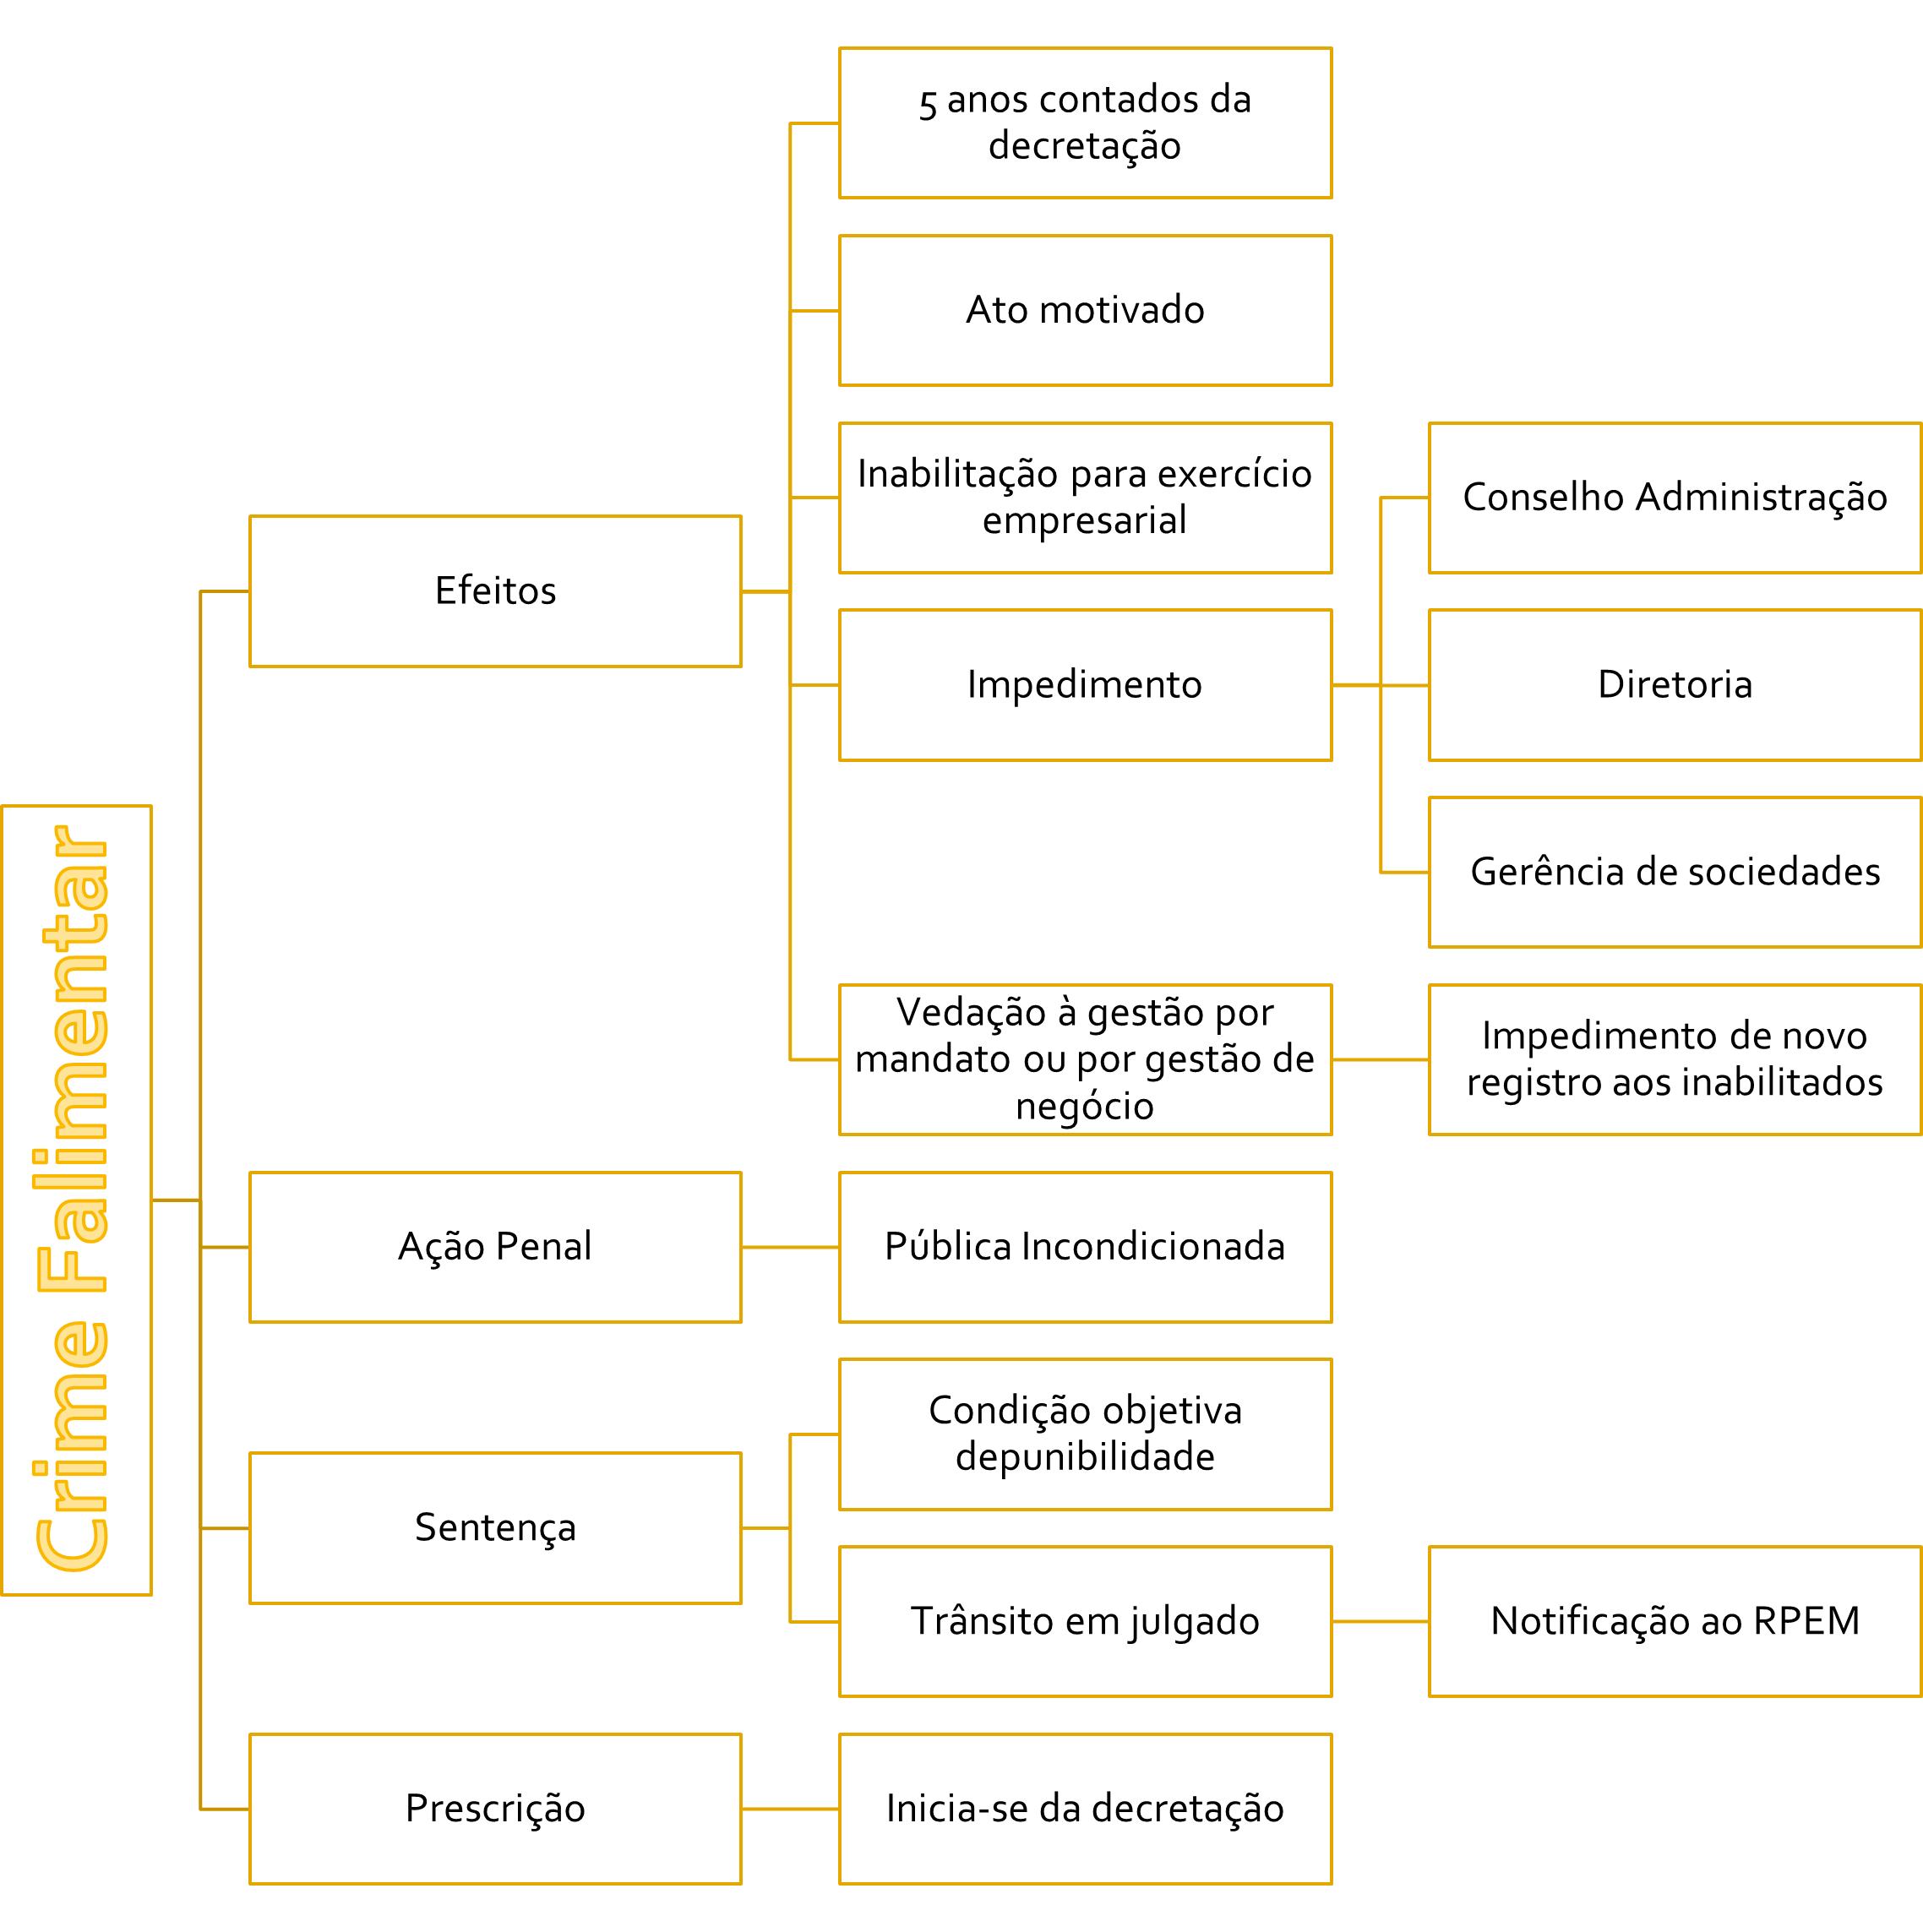 Crime Falimentar
Efeitos
5 anos contados da
decretação
Ato motivado
Inabilitação para exercício
empresarial
Impedimento
Conselho Administração
Diretoria
Gerência de sociedades
Vedação à gestão por
mandato ou por gestão de
negócio
Impedimento de novo
registro aos inabilitados
Ação Penal
Pública Incondicionada
Sentença
Condição objetiva
depunibilidade
Trânsito em julgado
Notificação ao RPEM
Prescrição
Inicia-se da decretação